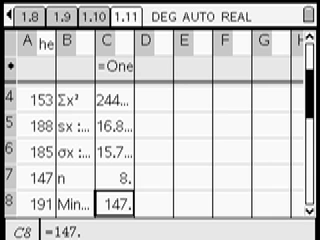 1.8 1.9 1.10 1.11 DEG AUTO REAL
A he B C D E F G H
◆ =One
4 153 Σx² 244...
5 188 sx :... 16.8...
6 185 σx :... 15.7...
7 147 n 8.
8 191 Min... 147.
C8 =147.